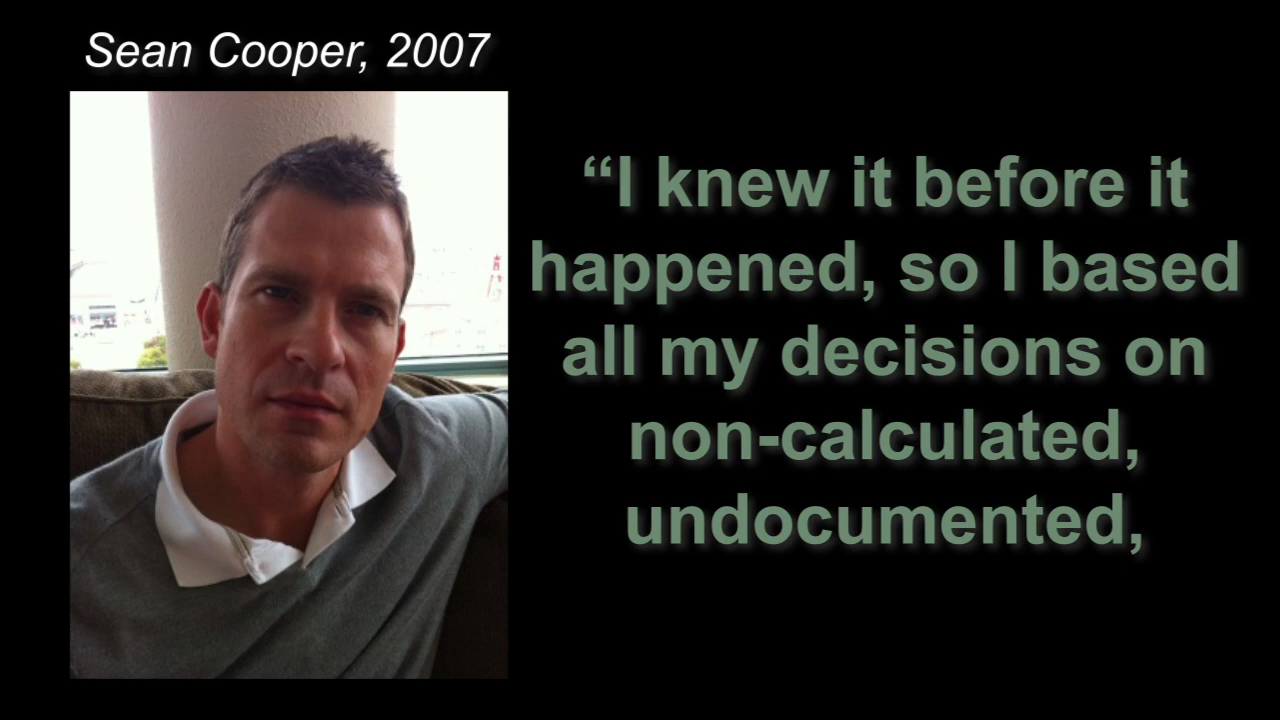 Sean Cooper, 2007
“I knew it before it
happened, so I based
all my decisions on
non-calculated,
undocumented,